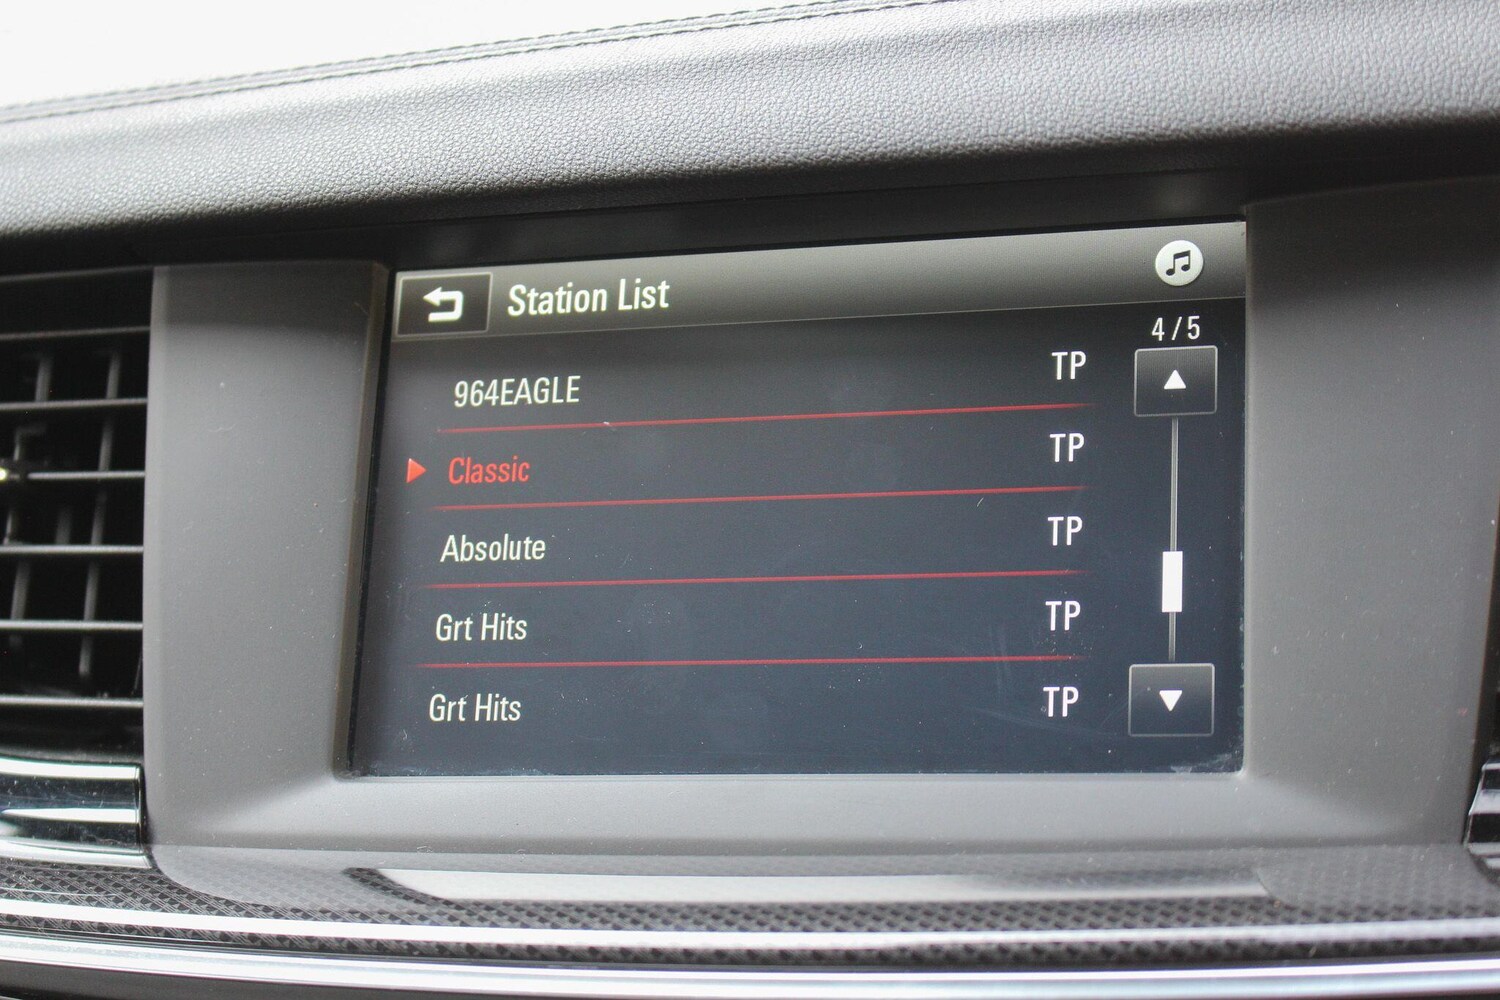 Station List
4/5
964EAGLE TP
Classic TP
Absolute TP
Grt Hits TP
Grt Hits TP